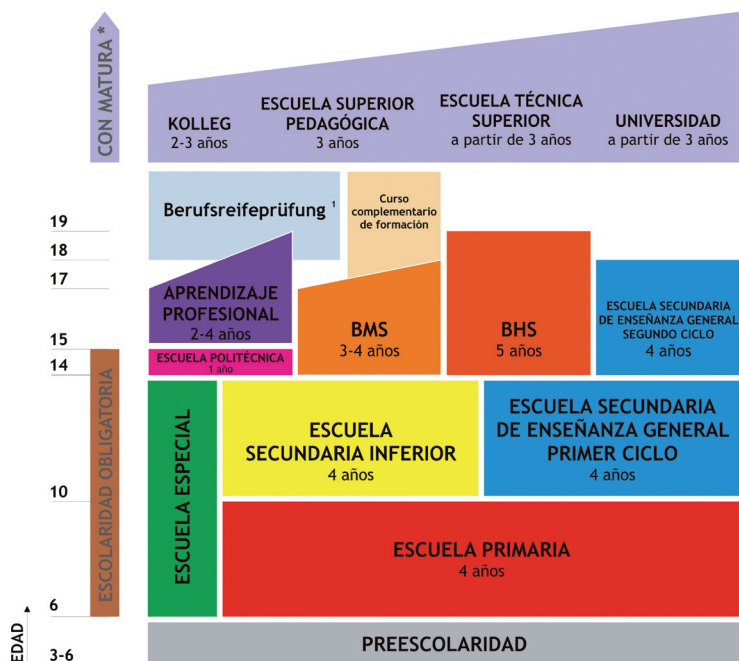 CON MATURA *
KOLLEG
2-3 años
ESCUELA SUPERIOR
PEDAGÓGICA
3 años
ESCUELA TÉCNICA
SUPERIOR
a partir de 3 años
UNIVERSIDAD
a partir de 3 años
Berufsreifeprüfung ¹
Curso
complementario
de formación
19
18
17
15
14
10
6
3-6
EDAD
ESCOLARIDAD OBLIGATORIA
APRENDIZAJE
PROFESIONAL
2-4 años
ESCUELA POLITÉCNICA
1 año
BMS
3-4 años
BHS
5 años
ESCUELA SECUNDARIA
DE ENSEÑANZA GENERAL
SEGUNDO CICLO
4 años
ESCUELA ESPECIAL
ESCUELA
SECUNDARIA INFERIOR
4 años
ESCUELA SECUNDARIA
DE ENSEÑANZA GENERAL
PRIMER CICLO
4 años
ESCUELA PRIMARIA
4 años
PREESCOLARIDAD